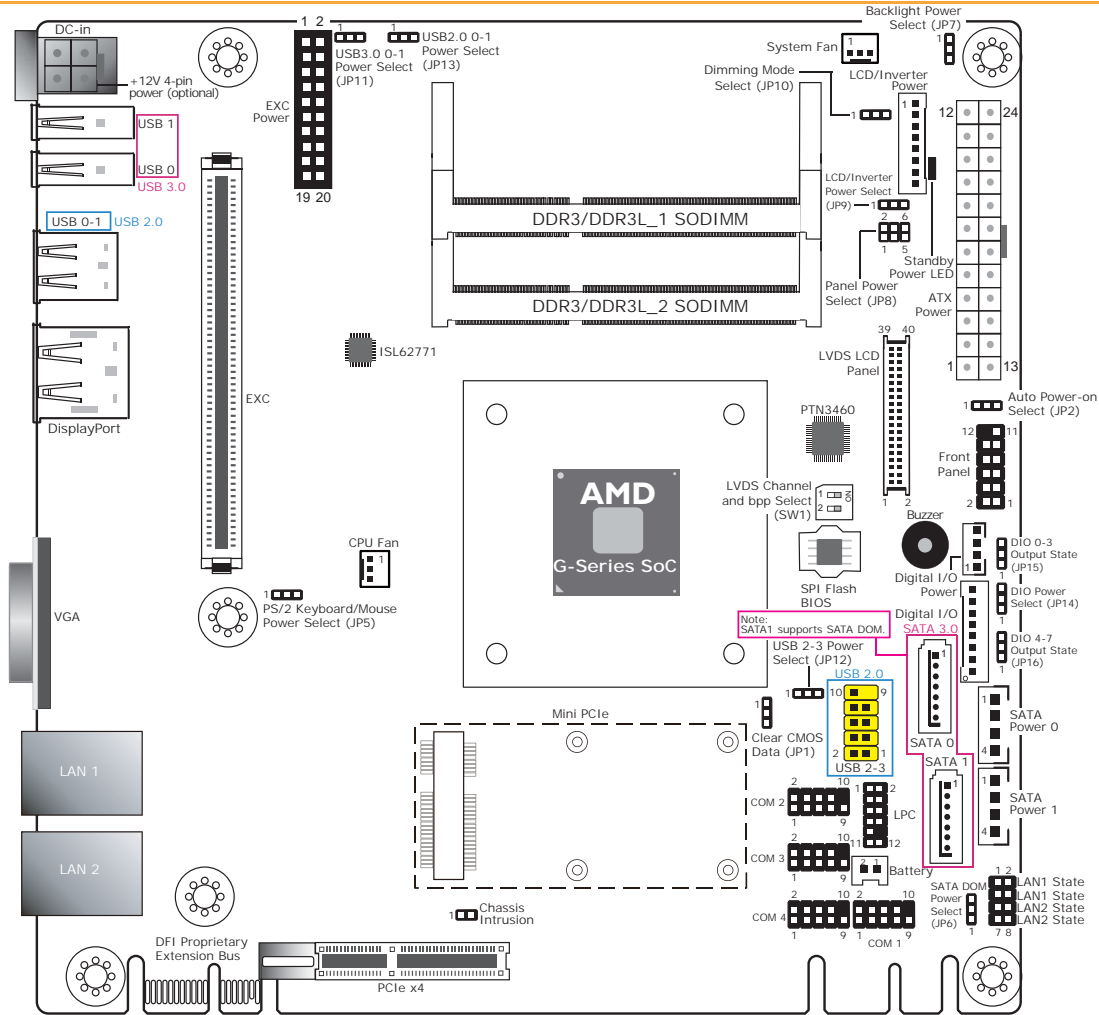 DC-in
+12V 4-pin
power (optional)
1 2
EXC
Power
19 20
1
USB3.0 0-1
Power Select
(JP11)
1
USB2.0 0-1
Power Select
(JP13)
System Fan
1
Backlight Power
Select (JP7)
1
Dimming Mode
Select (JP10)
1
LCD/Inverter
Power
1
12
24
1
13
ATX
Power
USB 1
USB 0
USB 3.0
USB 0-1
USB 2.0
DisplayPort
EXC
DDR3/DDR3L_1 SODIMM
DDR3/DDR3L_2 SODIMM
LCD/Inverter
Power Select
(JP9)
1
2 6
1 5
Standby
Power LED
Panel Power
Select (JP8)
ISL62771
39 40
LVDS LCD
Panel
1 2
PTN3460
Auto Power-on
Select (JP2)
1
12 11
Front
Panel
2 1
AMD
G-Series SoC
LVDS Channel
and bpp Select
(SW1)
1
2
ON
Buzzer
CPU Fan
1
SPI Flash
BIOS
Digital I/O
Power
1
DIO 0-3
Output State
(JP15)
1
VGA
1
PS/2 Keyboard/Mouse
Power Select (JP5)
DIO Power
Select (JP14)
1
Digital I/O
Note:
SATA1 supports SATA DOM.
SATA 3.0
DIO 4-7
Output State
(JP16)
1
USB 2-3 Power
Select (JP12)
1
USB 2.0
10 9
2 1
USB 2-3
1
SATA 0
1
SATA
Power 0
4
Mini PCIe
1
Clear CMOS
Data (JP1)
SATA 1
1
1
SATA
Power 1
4
LAN 1
LAN 2
2 10
COM 2
1 9
1 2
LPC
11 12
2 10
COM 3
1 9
2 1
Battery
2 10
COM 4
1 9
2 10
1 9
COM 1
SATA DOM
Power
Select
(JP6)
1
1 2
LAN1 State
LAN1 State
LAN2 State
LAN2 State
7 8
1
Chassis
Intrusion
DFI Proprietary
Extension Bus
PCIe x4